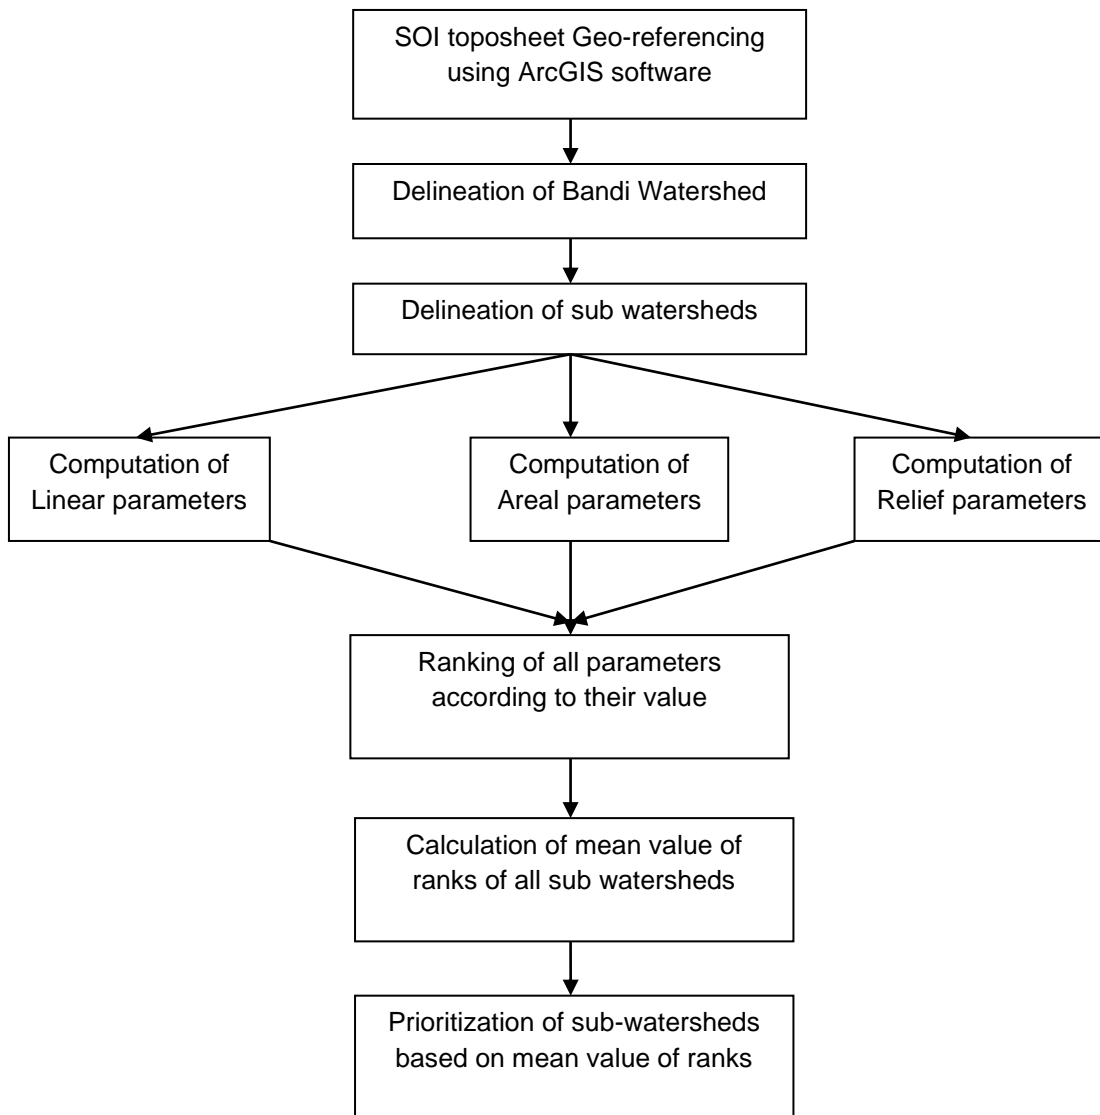 SOI toposheet Geo-referencing
using ArcGIS software
Delineation of Bandi Watershed
Delineation of sub watersheds
Computation of
Linear parameters
Computation of
Areal parameters
Computation of
Relief parameters
Ranking of all parameters
according to their value
Calculation of mean value of
ranks of all sub watersheds
Prioritization of sub-watersheds
based on mean value of ranks